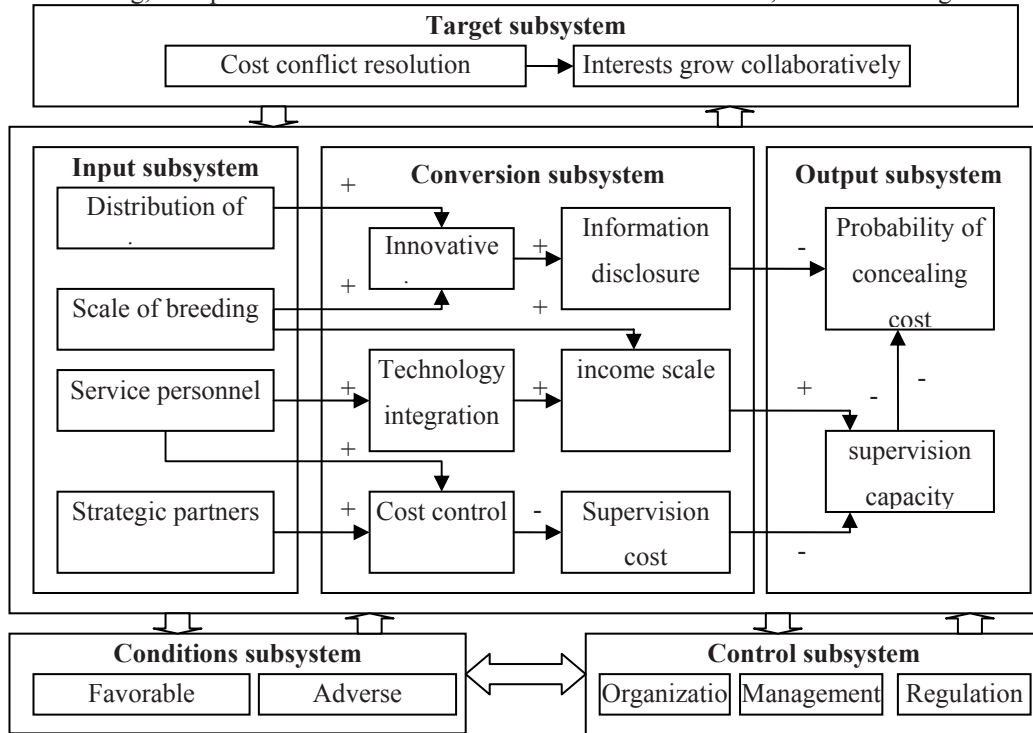 Target subsystem
Cost conflict resolution
Interests grow collaboratively
Input subsystem
Distribution of
Scale of breeding
Service personnel
Strategic partners
Conversion subsystem
+
Innovative
+
Information
disclosure
+
+
+
Technology
integration
+
income scale
+
+
Cost control
-
Supervision
cost
Output subsystem
-
Probability of
concealing
cost
+
-
-
supervision
capacity
-
Conditions subsystem
Favorable
Adverse
Control subsystem
Organizatio
Management
Regulation